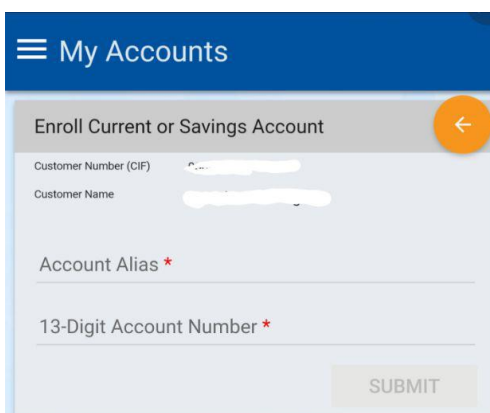 My Accounts
Enroll Current or Savings Account
Customer Number (CIF)
Customer Name
Account Alias *
13-Digit Account Number *
SUBMIT